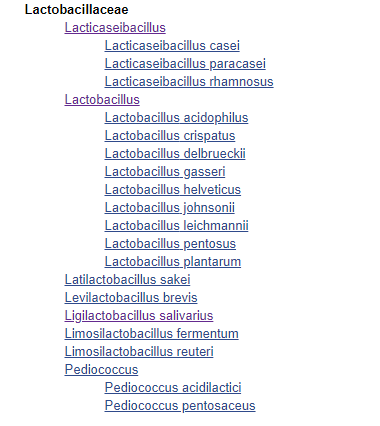 Lactobacillaceae
Lacticaseibacillus
Lacticaseibacillus casei
Lacticaseibacillus paracasei
Lacticaseibacillus rhamnosus
Lactobacillus
Lactobacillus acidophilus
Lactobacillus crispatus
Lactobacillus delbrueckii
Lactobacillus gasseri
Lactobacillus helveticus
Lactobacillus johnsonii
Lactobacillus leichmannii
Lactobacillus pentosus
Lactobacillus plantarum
Latilactobacillus sakei
Levilactobacillus brevis
Ligilactobacillus salivarius
Limosilactobacillus fermentum
Limosilactobacillus reuteri
Pediococcus
Pediococcus acidilactici
Pediococcus pentosaceus